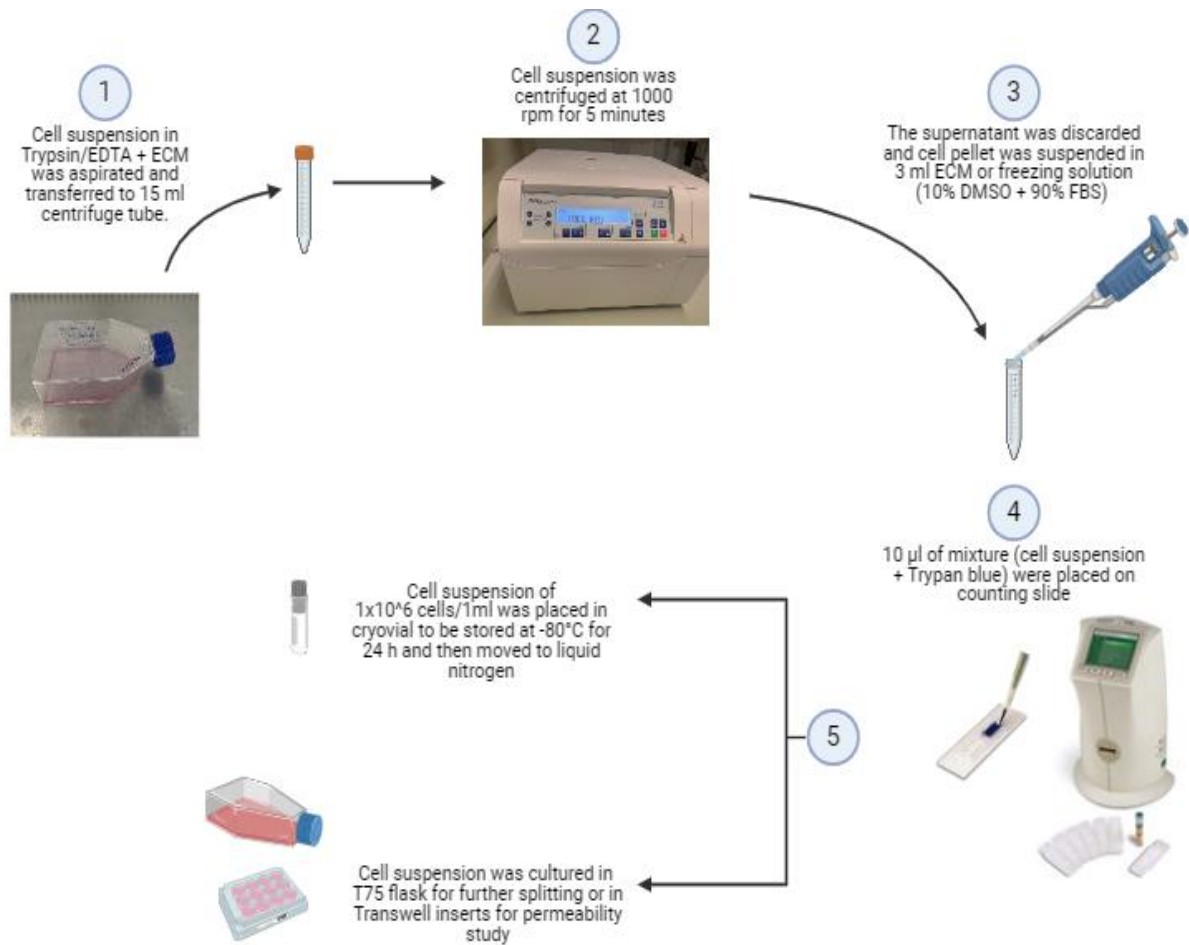 1
Cell suspension in
Trypsin/EDTA + ECM
was aspirated and
transferred to 15 ml
centrifuge tube.
2
Cell suspension was
centrifuged at 1000
rpm for 5 minutes
3
The supernatant was discarded
and cell pellet was suspended in
3 ml ECM or freezing solution
(10% DMSO + 90% FBS)
4
10 µl of mixture (cell suspension
+ Trypan blue) were placed on
counting slide
Cell suspension of
1x10^6 cells/1ml was placed in
cryovial to be stored at -80°C for
24 h and then moved to liquid
nitrogen
5
Cell suspension was cultured in
T75 flask for further splitting or in
Transwell inserts for permeability
study